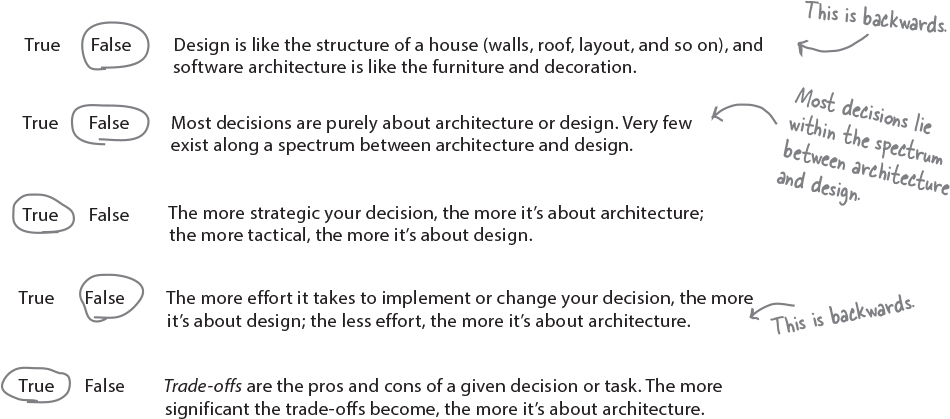 This is backwards.
True False Design is like the structure of a house (walls, roof, layout, and so on), and
software architecture is like the furniture and decoration.
True False Most decisions are purely about architecture or design. Very few
exist along a spectrum between architecture and design.
Most decisions lie
within the spectrum
between architecture
and design.
True False The more strategic your decision, the more it’s about architecture;
the more tactical, the more it’s about design.
True False The more effort it takes to implement or change your decision, the more
it’s about design; the less effort, the more it’s about architecture.
This is backwards.
True False Trade-offs are the pros and cons of a given decision or task. The more
significant the trade-offs become, the more it’s about architecture.